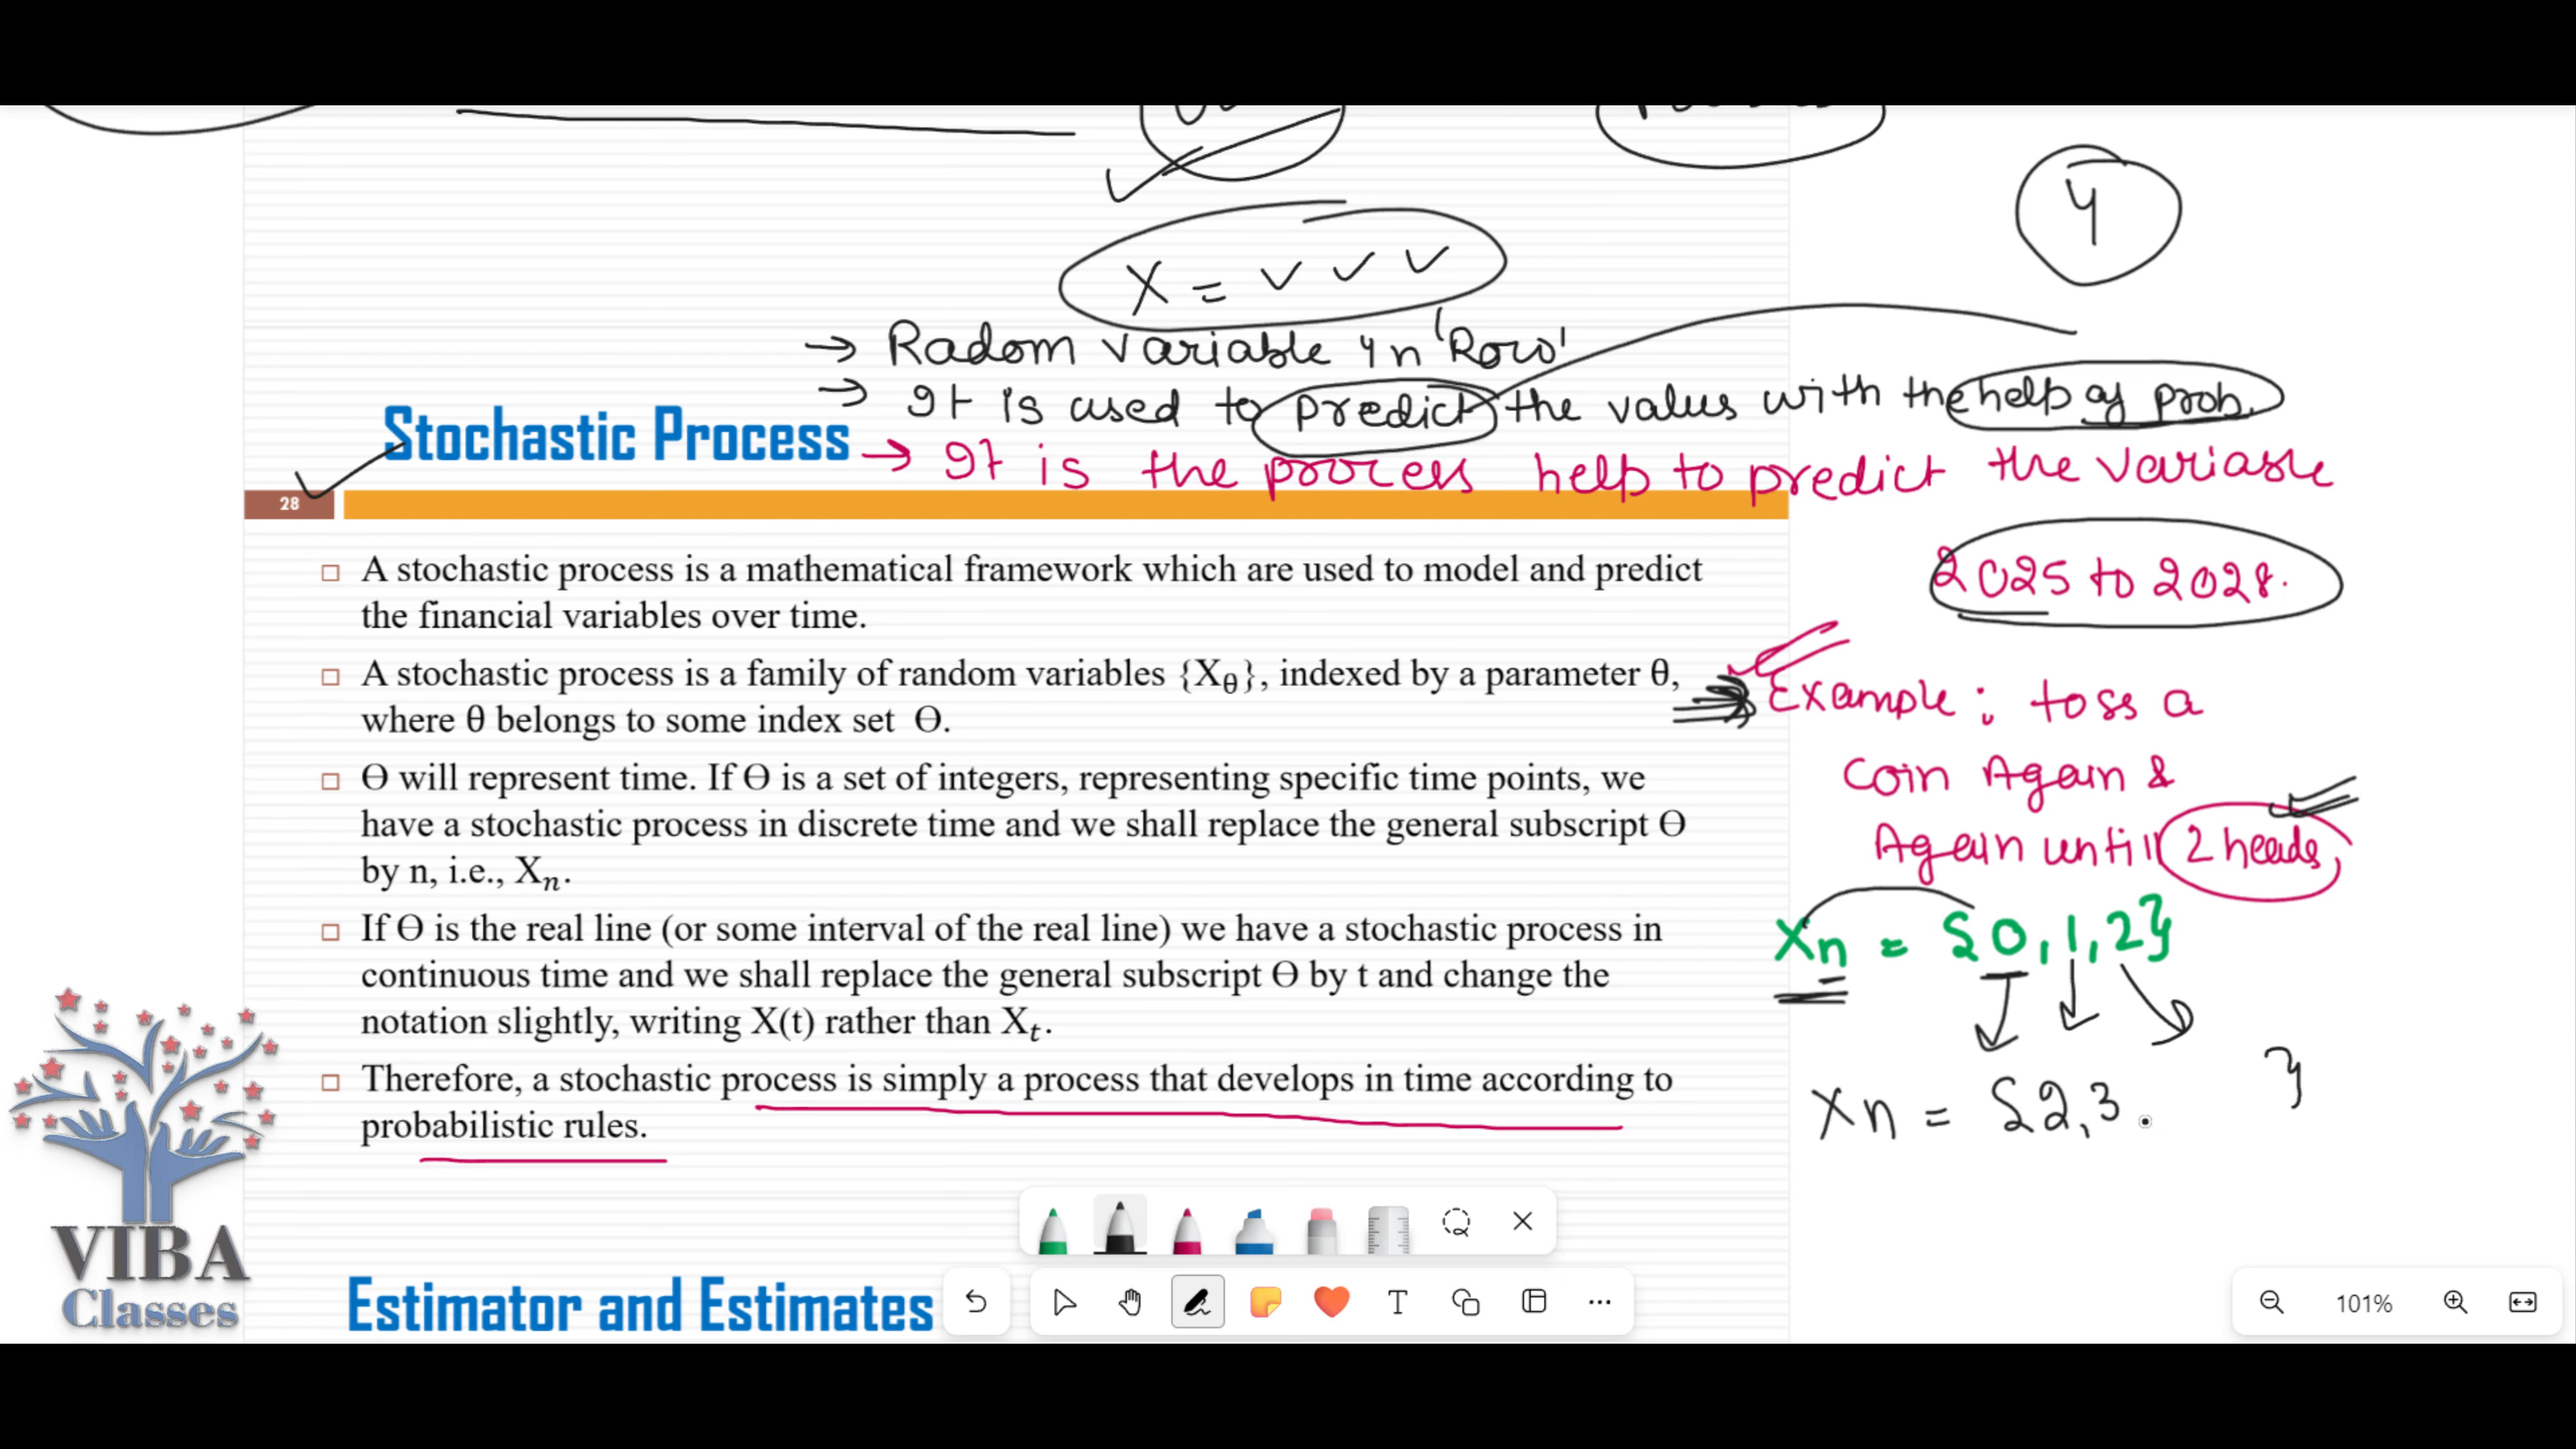 y
X =
→ Radom variable in 'Row'
→ It is used to predict the values with the help of prob.
Stochastic Process → It is the process help to predict the variable
28
2025 to 2028.
□ A stochastic process is a mathematical framework which are used to model and predict
the financial variables over time.
□ A stochastic process is a family of random variables {Xθ}, indexed by a parameter θ,
where θ belongs to some index set Θ.
Example: toss a
coin Again &
Again until 2 heads,
□ Θ will represent time. If Θ is a set of integers, representing specific time points, we
have a stochastic process in discrete time and we shall replace the general subscript Θ
by n, i.e., Xn.
□ If Θ is the real line (or some interval of the real line) we have a stochastic process in
continuous time and we shall replace the general subscript Θ by t and change the
notation slightly, writing X(t) rather than Xt.
□ Therefore, a stochastic process is simply a process that develops in time according to
probabilistic rules.
Xn = {0,1,2}
Xn = {2,3 }
VIBA
Classes
Estimator and Estimates
T
101%